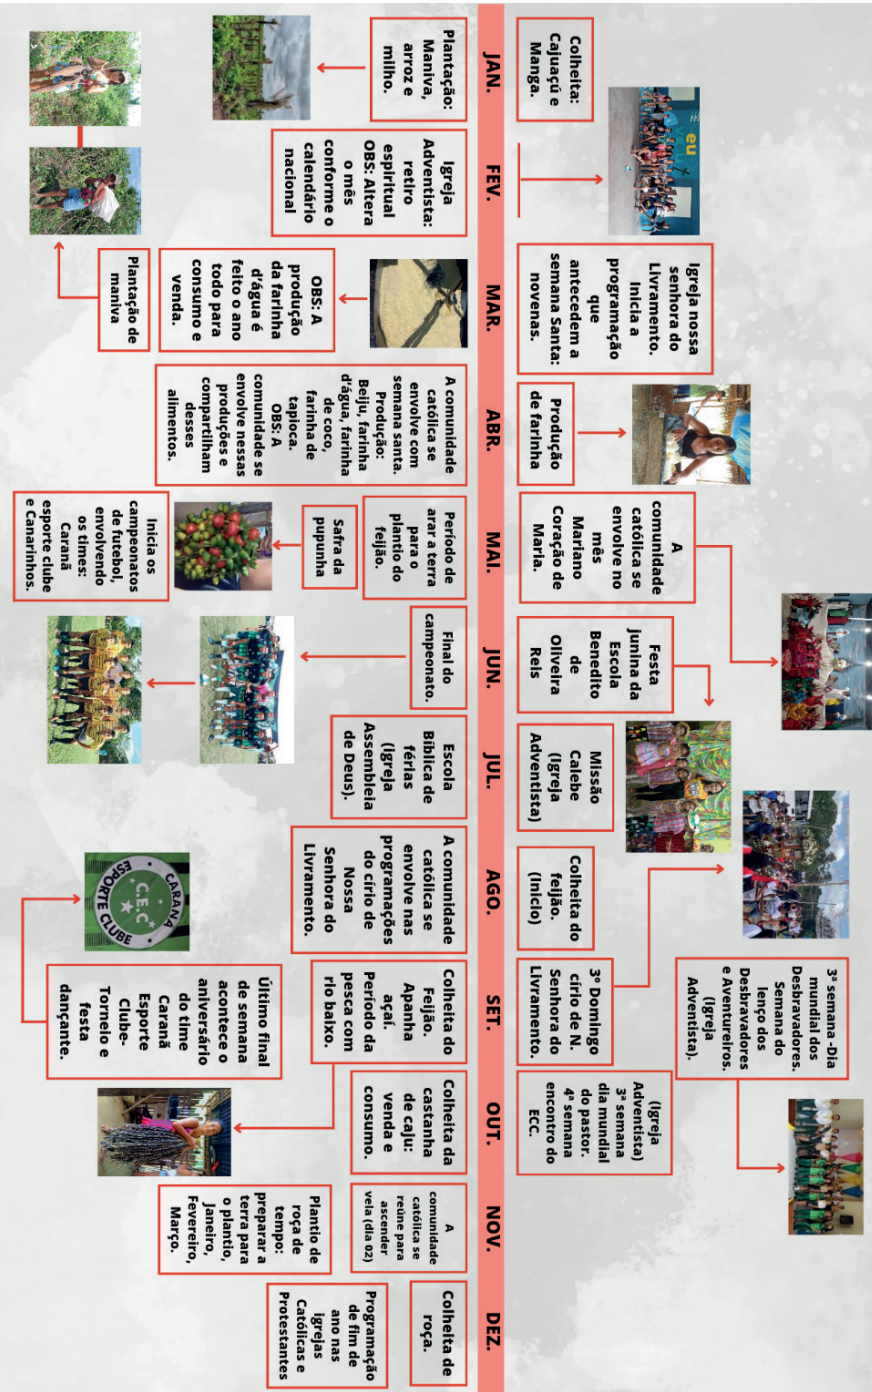 Colheita:
Cajuaçú e
Manga.
JAN.
Plantação:
Maniva,
arroz e
milho.
eu
VOU
FEV.
Igreja
Adventista:
retiro
espiritual
OBS: Altera
o mês
conforme o
calendário
nacional
Igreja nossa
senhora do
Livramento.
Inicia a
programação
que
antecedem a
semana Santa:
novenas.
MAR.
OBS: A
produção
da farinha
d'água é
feito o ano
todo para
consumo e
venda.
Plantação de
maniva
Produção
de farinha
ABR.
A comunidade
católica se
envolve com
semana santa.
Produção:
Beiju, farinha
d'água, farinha
de coco,
farinha de
tapioca.
OBS: A
comunidade se
envolve nessas
produções e
compartilham
desses
alimentos.
A
comunidade
católica se
envolve no
mês
Mariano
Coração de
Maria.
MAI.
Período de
arar a terra
para o
plantio do
feijão.
Safra da
pupunha
Inicia os
campeonatos
de futebol,
envolvendo
os times:
Caranã
esporte clube
e Canarinhos.
Festa
junina da
Escola
Benedito
de
Oliveira
Reis
JUN.
Final do
campeonato.
Missão
Calebe
(Igreja
Adventista)
JUL.
Escola
Bíblica de
férias
(Igreja
Assembleia
de Deus).
Colheita do
feijão.
(Inicio)
AGO.
A comunidade
católica se
envolve nas
programações
do círio de
Nossa
Senhora do
Livramento.
3ª semana -Dia
mundial dos
Desbravadores.
Semana do
lenço dos
Desbravadores
e Aventureiros.
(Igreja
Adventista).
3º Domingo
círio de N.
Senhora do
Livramento.
SET.
Colheita do
Feijão.
Apanha
açaí.
Período da
pesca com
rio baixo.
Último final
de semana
acontece o
aniversário
do time
Caranã
Esporte
Clube-
Torneio e
festa
dançante.
CARANÃ
C.E.C
ESPORTE CLUBE
(Igreja
Adventista)
3ª semana
dia mundial
do pastor.
4ª semana
encontro do
ECC.
OUT.
Colheita da
castanha
de caju:
venda e
consumo.
NOV.
A
comunidade
católica se
reúne para
ascender
vela (dia 02)
Plantio de
roça de
tempo:
preparar a
terra para
o plantio,
Janeiro,
Fevereiro,
Março.
DEZ.
Colheita de
roça.
Programação
de fim de
ano nas
igrejas
Católicas e
Protestantes